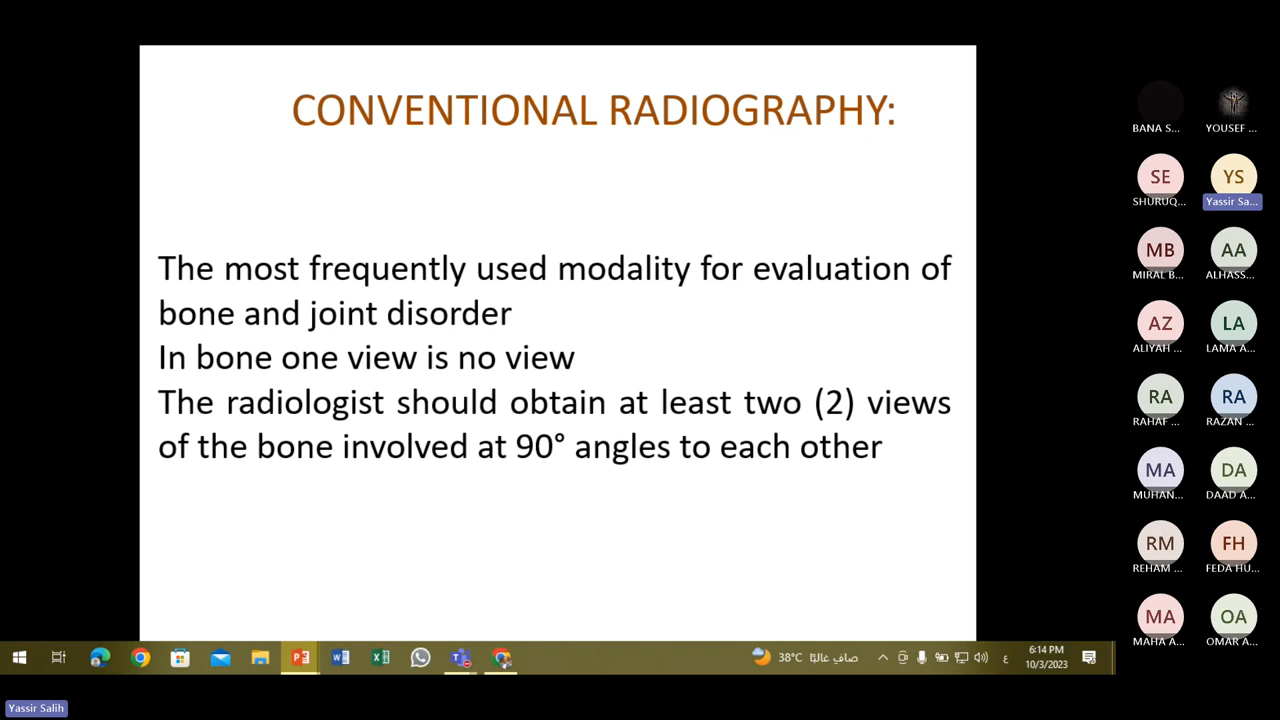 CONVENTIONAL RADIOGRAPHY:
The most frequently used modality for evaluation of
bone and joint disorder
In bone one view is no view
The radiologist should obtain at least two (2) views
of the bone involved at 90° angles to each other
BANA S...
YOUSEF ...
SE
YS
SHURUQ...
Yassir Sa...
MB
AA
MIRAL B...
ALHASS...
AZ
LA
ALIYAH ...
LAMA A...
RA
RA
RAHAF ...
RAZAN ...
MA
DA
MUHAN...
DAAD A...
RM
FH
REHAM ...
FEDA HU...
MA
OA
MAHA A...
OMAR A...
38°C صافي غالبًا
ع
6:14 PM
10/3/2023
Yassir Salih